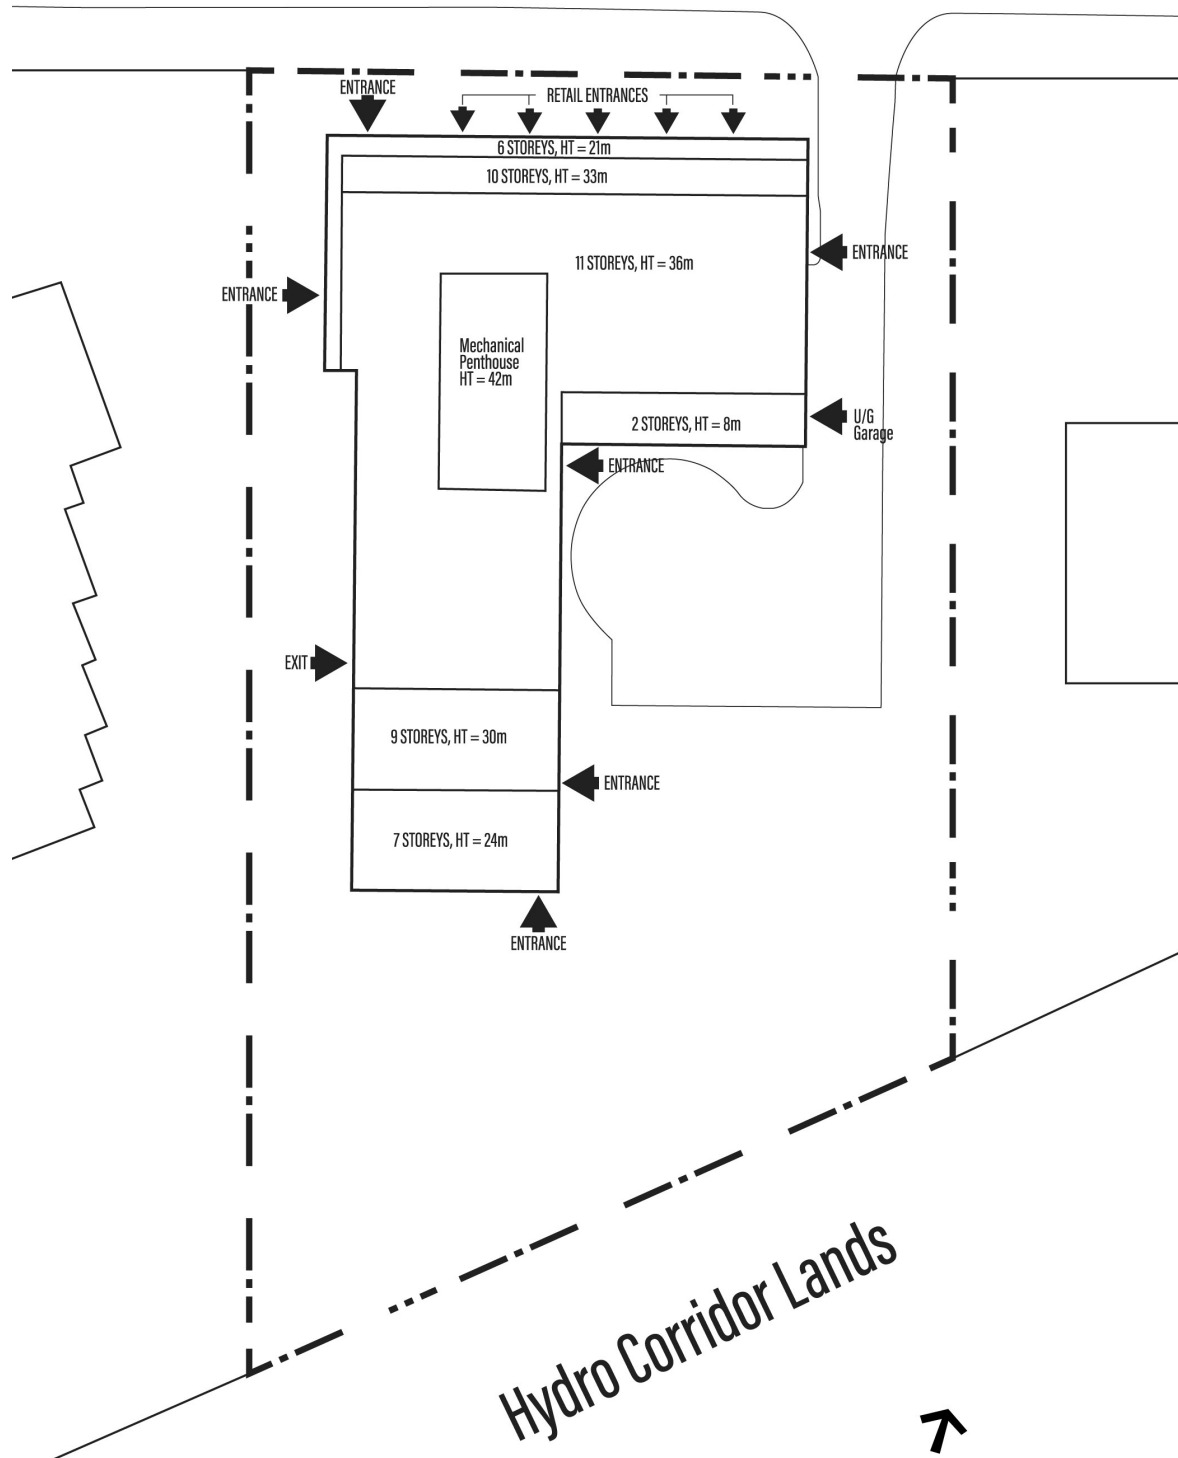 ENTRANCE
RETAIL ENTRANCES
6 STOREYS, HT = 21m
10 STOREYS, HT = 33m
ENTRANCE
11 STOREYS, HT = 36m
ENTRANCE
Mechanical
Penthouse
HT = 42m
2 STOREYS, HT = 8m
U/G
Garage
ENTRANCE
EXIT
9 STOREYS, HT = 30m
ENTRANCE
7 STOREYS, HT = 24m
ENTRANCE
Hydro Corridor Lands